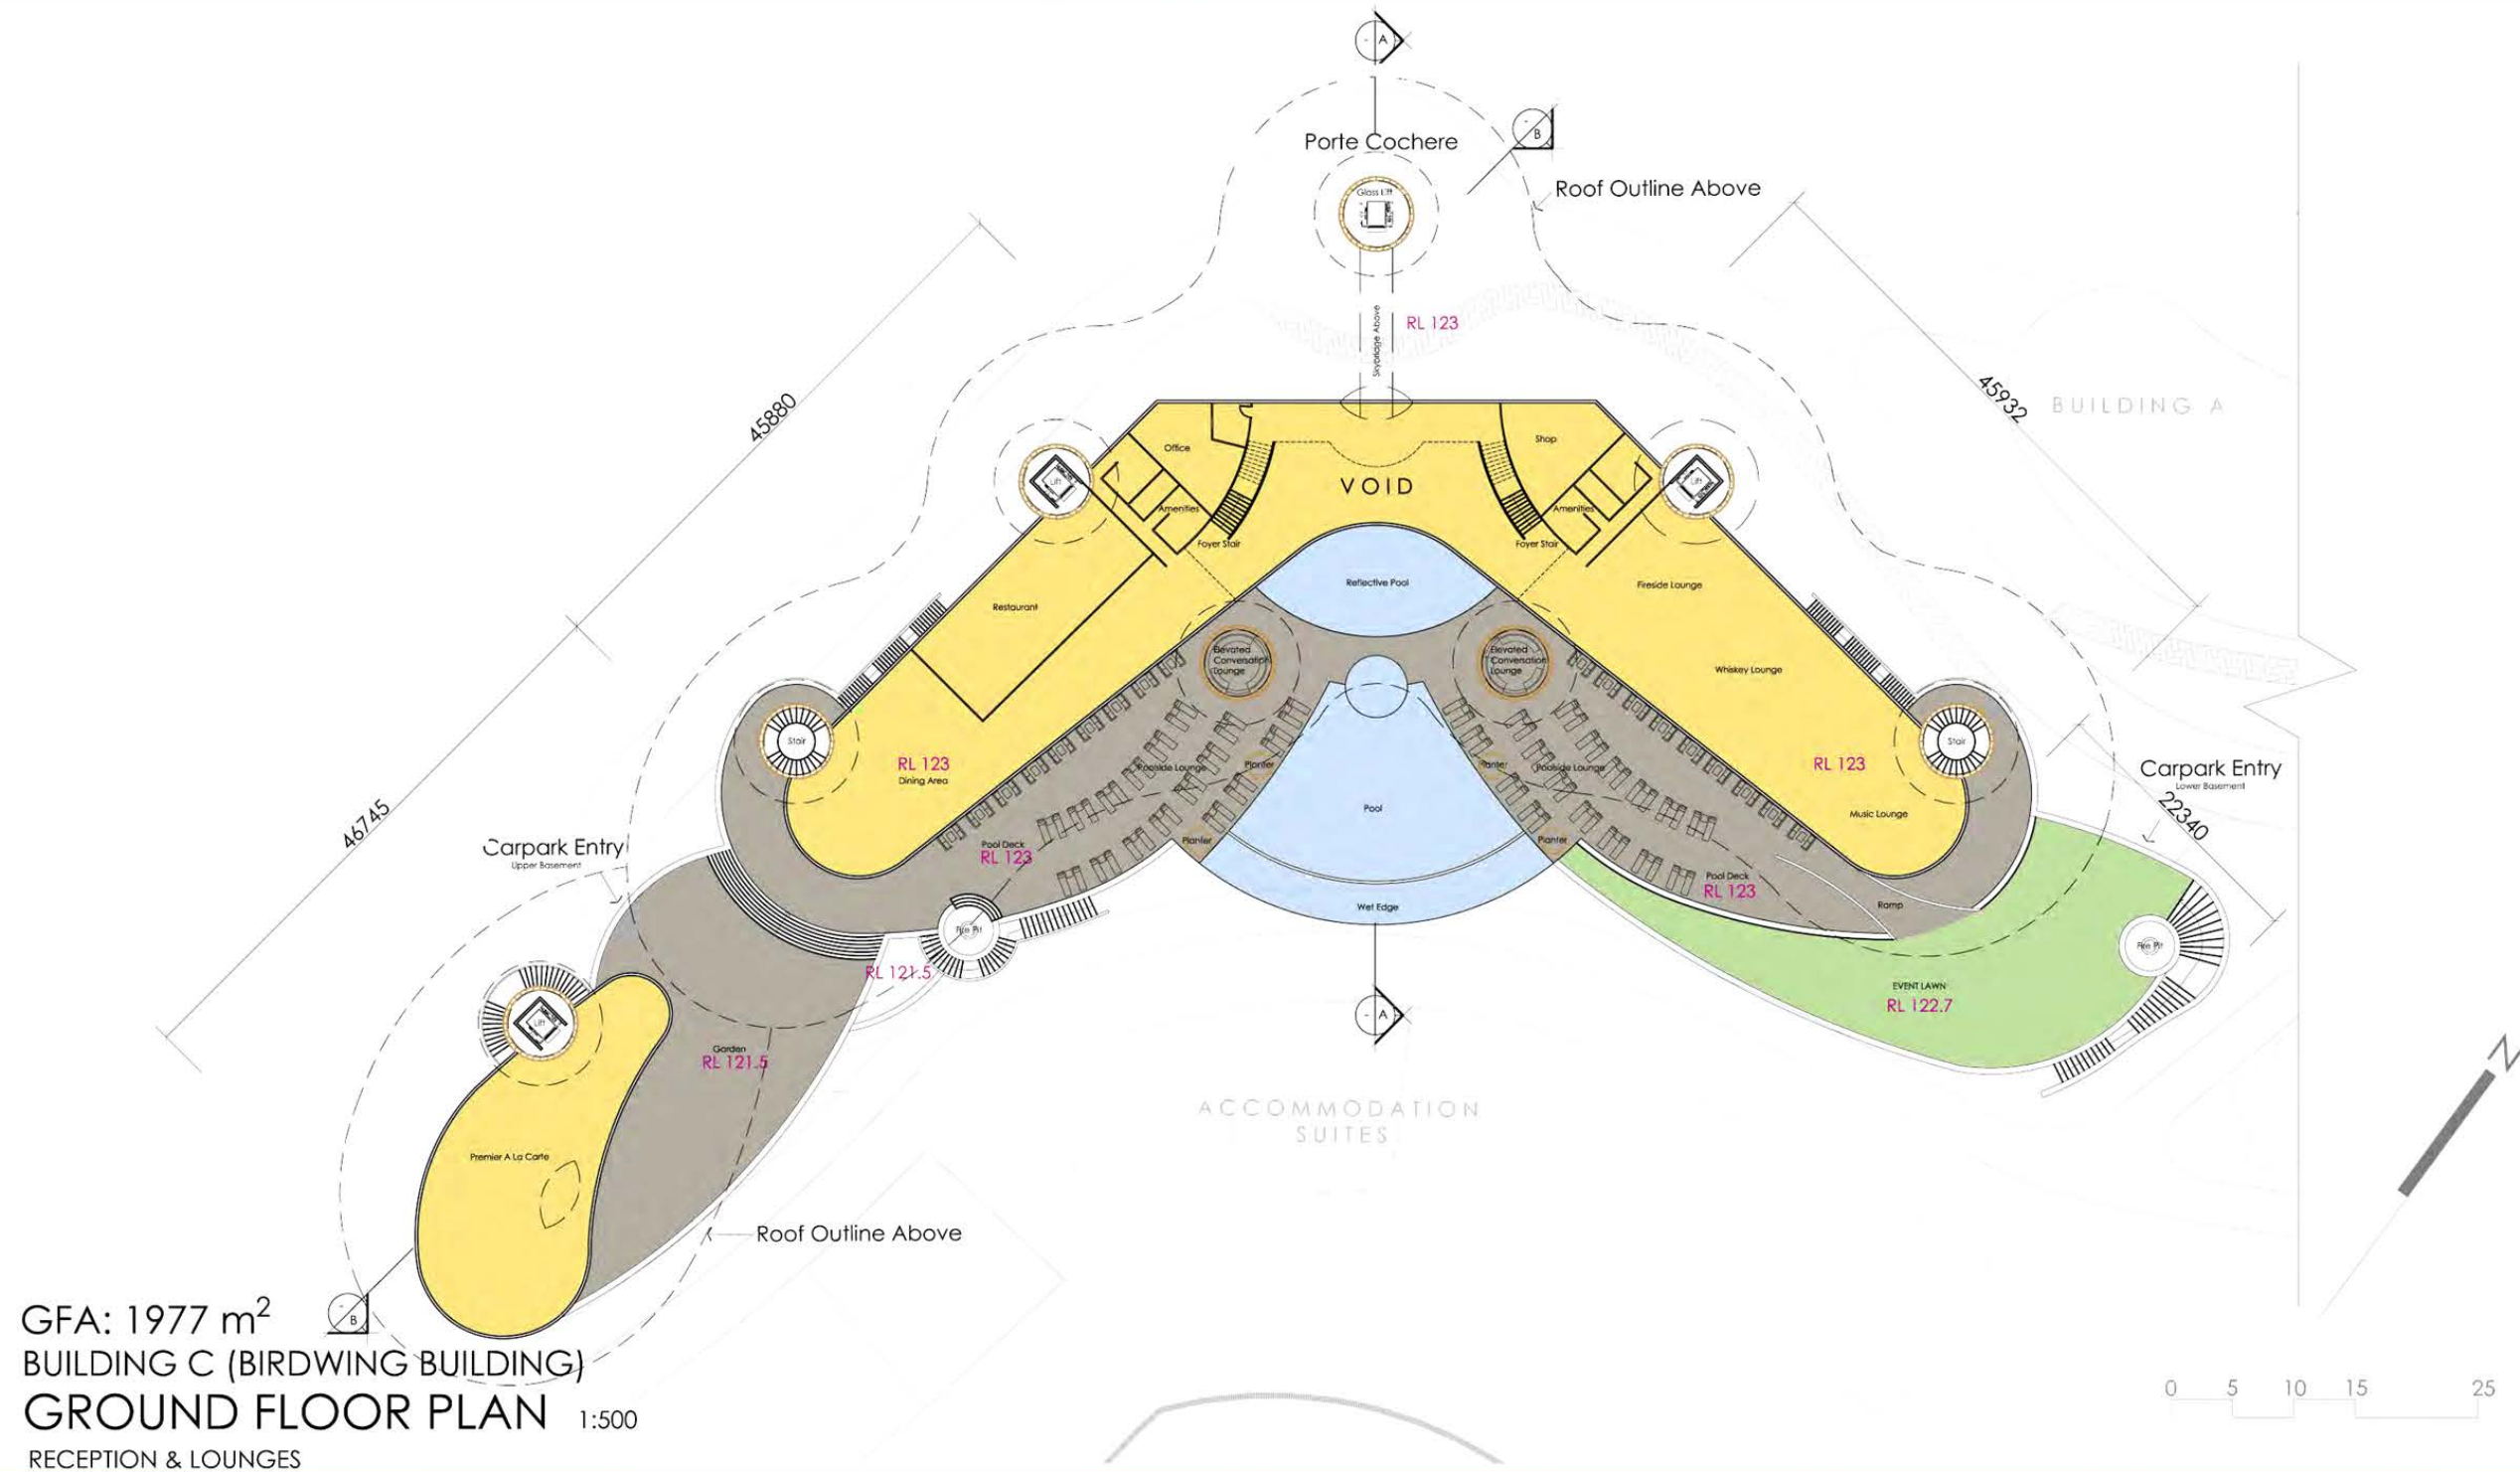 A
Porte Cochere
B
Roof Outline Above
Glass Lift
Skybridge Above
RL 123
45880
45932
BUILDING A
Office
Shop
Lift
VOID
Lift
Amenities
Amenities
Foyer Stair
Foyer Stair
Reflective Pool
Fireside Lounge
Restaurant
Elevated
Conversation
Lounge
Elevated
Conversation
Lounge
Whiskey Lounge
Stair
Stair
RL 123
Dining Area
Poolside Lounge
Planter
Planter
Poolside Lounge
RL 123
Carpark Entry
Lower Basement
22340
46745
Pool
Music Lounge
Carpark Entry
Upper Basement
Pool Deck
RL 123
Planter
Planter
Pool Deck
RL 123
Wet Edge
Ramp
Fire Pit
Fire Pit
RL 121.5
EVENT LAWN
RL 122.7
Lift
A
Garden
RL 121.5
N
ACCOMMODATION
SUITES
Premier A La Carte
Roof Outline Above
B
GFA: 1977 m²
BUILDING C (BIRDWING BUILDING)
GROUND FLOOR PLAN 1:500
RECEPTION & LOUNGES
0 5 10 15 25